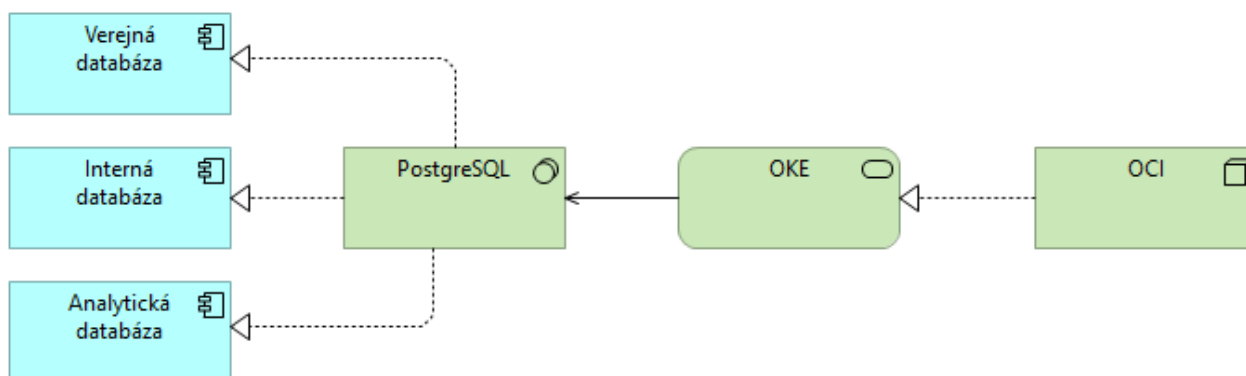 Verejná
databáza
Interná
databáza
PostgreSQL
OKE
OCI
Analytická
databáza